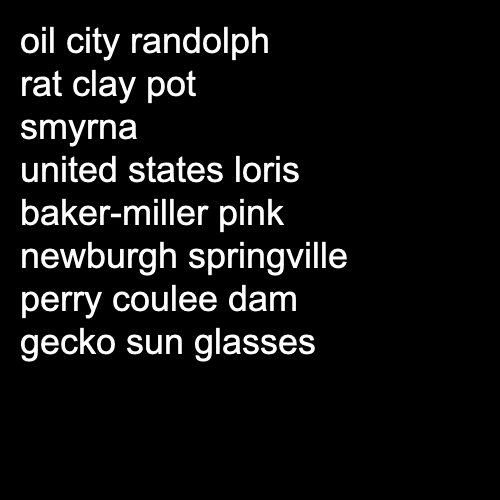 oil city randolph
rat clay pot
smyrna
united states loris
baker-miller pink
newburgh springville
perry coulee dam
gecko sun glasses